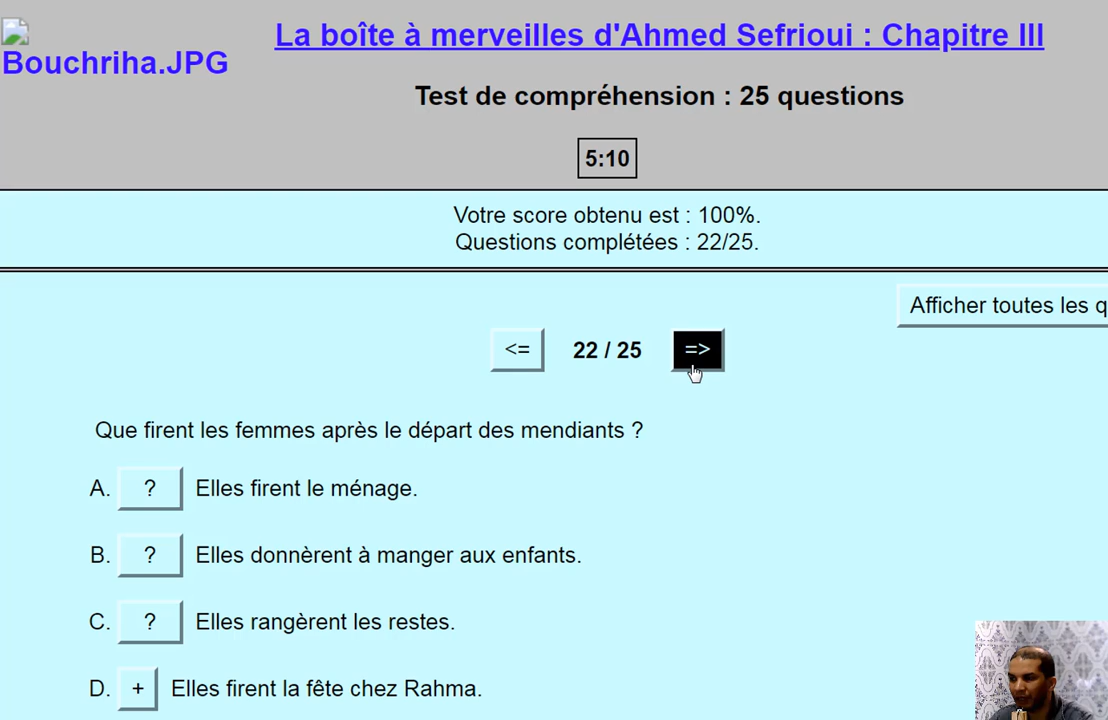 Bouchriha.JPG
La boîte à merveilles d'Ahmed Sefrioui : Chapitre III
Test de compréhension : 25 questions
5:10
Votre score obtenu est : 100%.
Questions complétées : 22/25.
Afficher toutes les q
<= 22 / 25 =>
Que firent les femmes après le départ des mendiants ?
A. ? Elles firent le ménage.
B. ? Elles donnèrent à manger aux enfants.
C. ? Elles rangèrent les restes.
D. + Elles firent la fête chez Rahma.